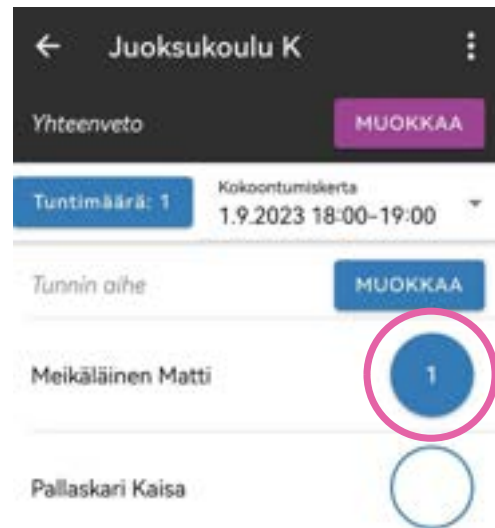 Juoksukoulu K
Yhteenveto
MUOKKAA
Tuntimäärä: 1
Kokoontumiskerta
1.9.2023 18:00-19:00
Tunnin aihe
MUOKKAA
Meikäläinen Matti
1
Pallaskari Kaisa